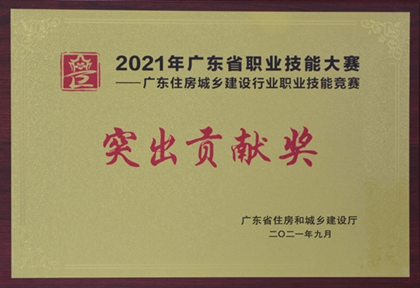 2021年广东省职业技能大赛
——广东住房城乡建设行业职业技能竞赛
突出贡献奖
广东省住房和城乡建设厅
二〇二一年九月